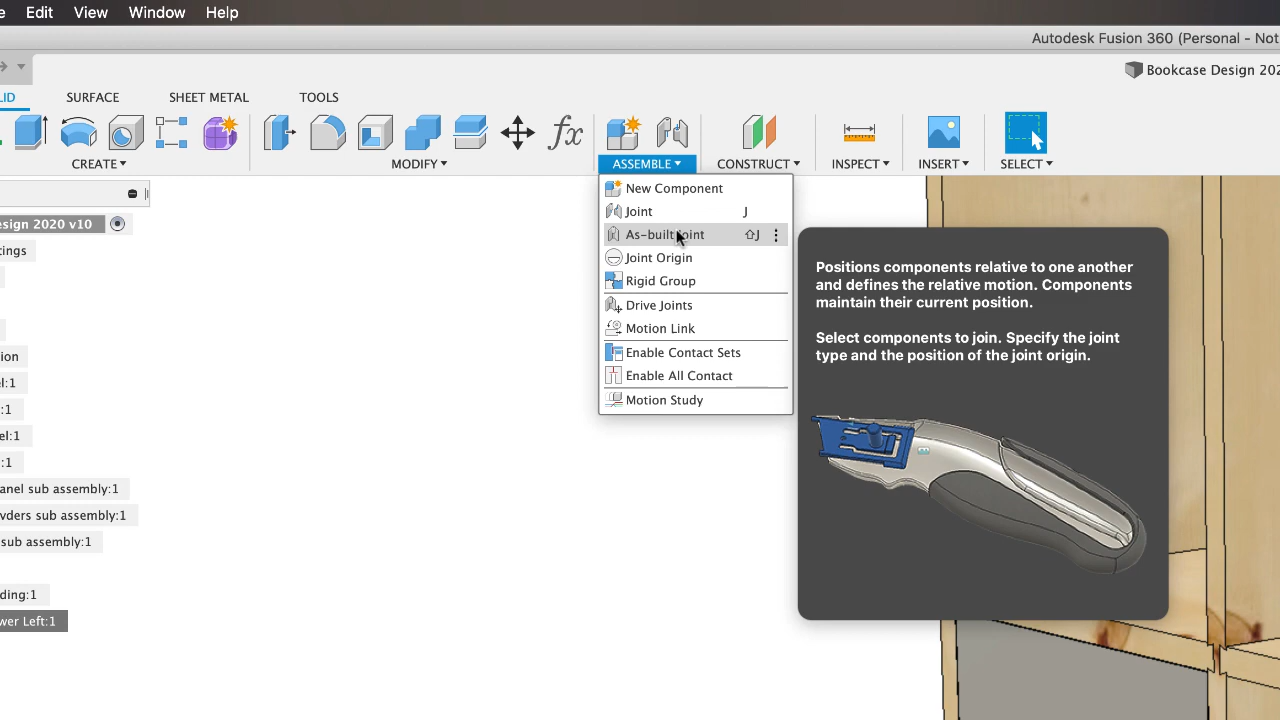 e Edit View Window Help
Autodesk Fusion 360 (Personal - Not
Bookcase Design 202
LID SURFACE SHEET METAL TOOLS
fx
CREATE MODIFY ASSEMBLE CONSTRUCT INSPECT INSERT SELECT
New Component
Joint J
As-built Joint ⇧J
Joint Origin
Rigid Group
Drive Joints
Motion Link
Enable Contact Sets
Enable All Contact
Motion Study
Positions components relative to one another
and defines the relative motion. Components
maintain their current position.
Select components to join. Specify the joint
type and the position of the joint origin.
esign 2020 v10
tings
ion
el:1
:1
el:1
:1
anel sub assembly:1
vders sub assembly:1
sub assembly:1
ding:1
wer Left:1